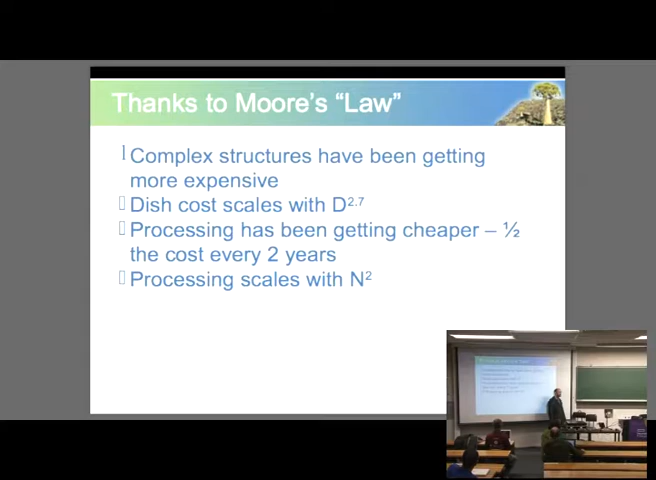 Thanks to Moore's "Law"
Complex structures have been getting
more expensive
Dish cost scales with D2.7
Processing has been getting cheaper – ½
the cost every 2 years
Processing scales with N2